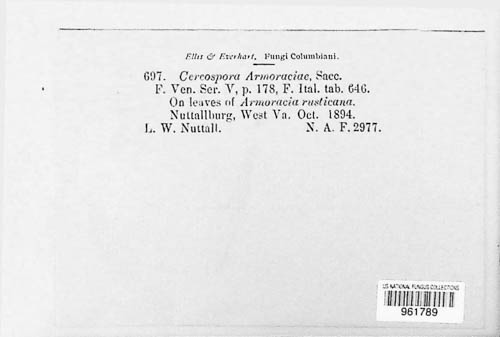 Ellis & Everhart, Fungi Columbiani.
697. Cercospora Armoraciae, Sacc.
F. Ven. Ser. V, p. 178, F. Ital. tab. 646.
On leaves of Armoracia rusticana.
Nuttallburg, West Va. Oct. 1894.
L. W. Nuttall. N. A. F. 2977.
US NATIONAL FUNGUS COLLECTIONS
961789